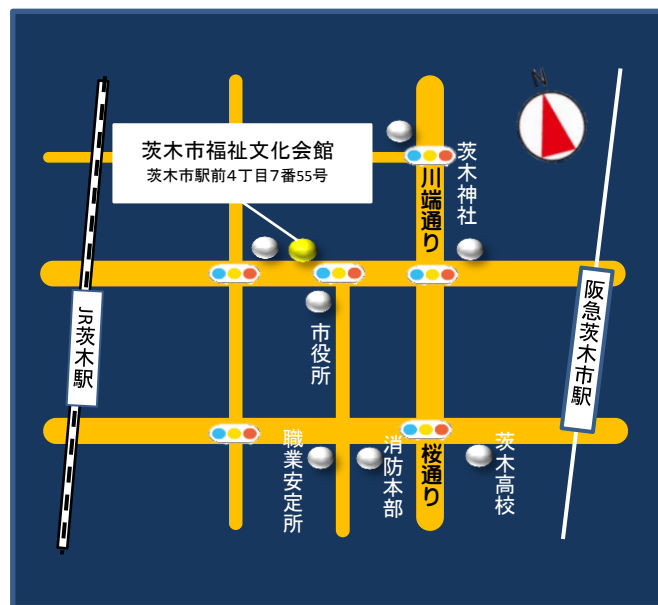 N
茨木市福祉文化会館
茨木市駅前4丁目7番55号
川端通り
茨木神社
JR茨木駅
市役所
阪急茨木市駅
職業安定所
消防本部
桜通り
茨木高校